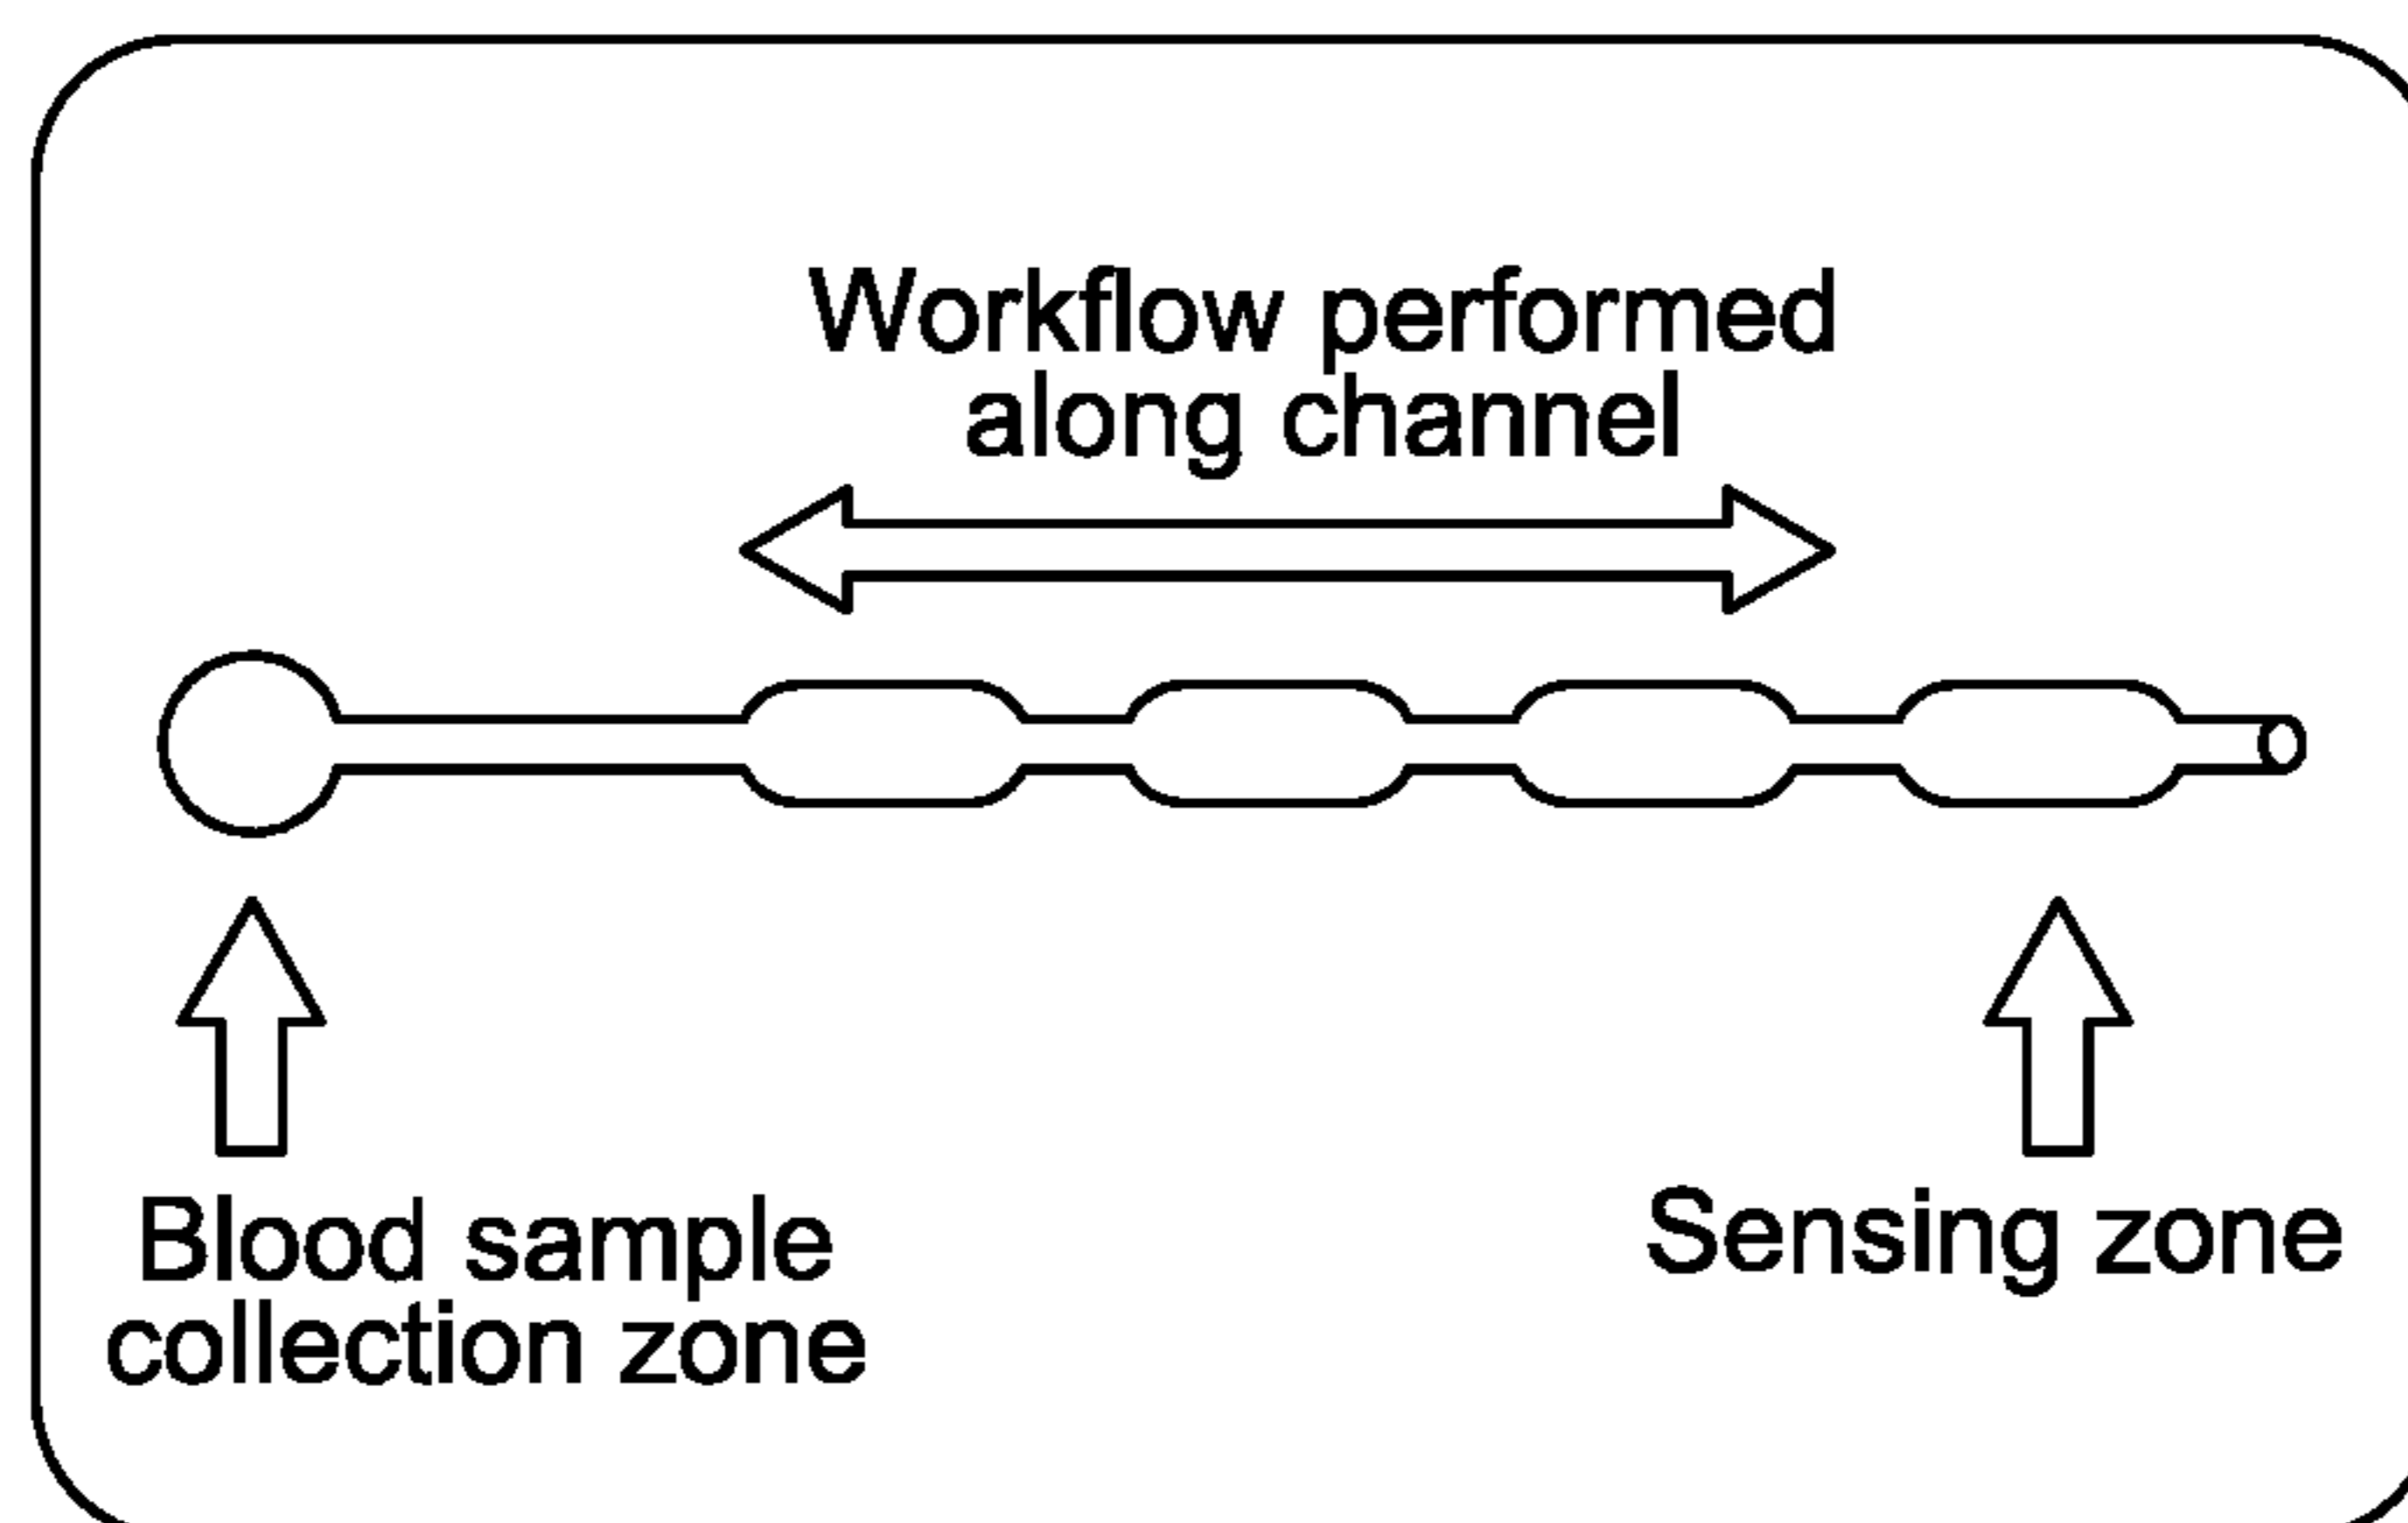 Workflow performed
along channel
Blood sample
collection zone
Sensing zone